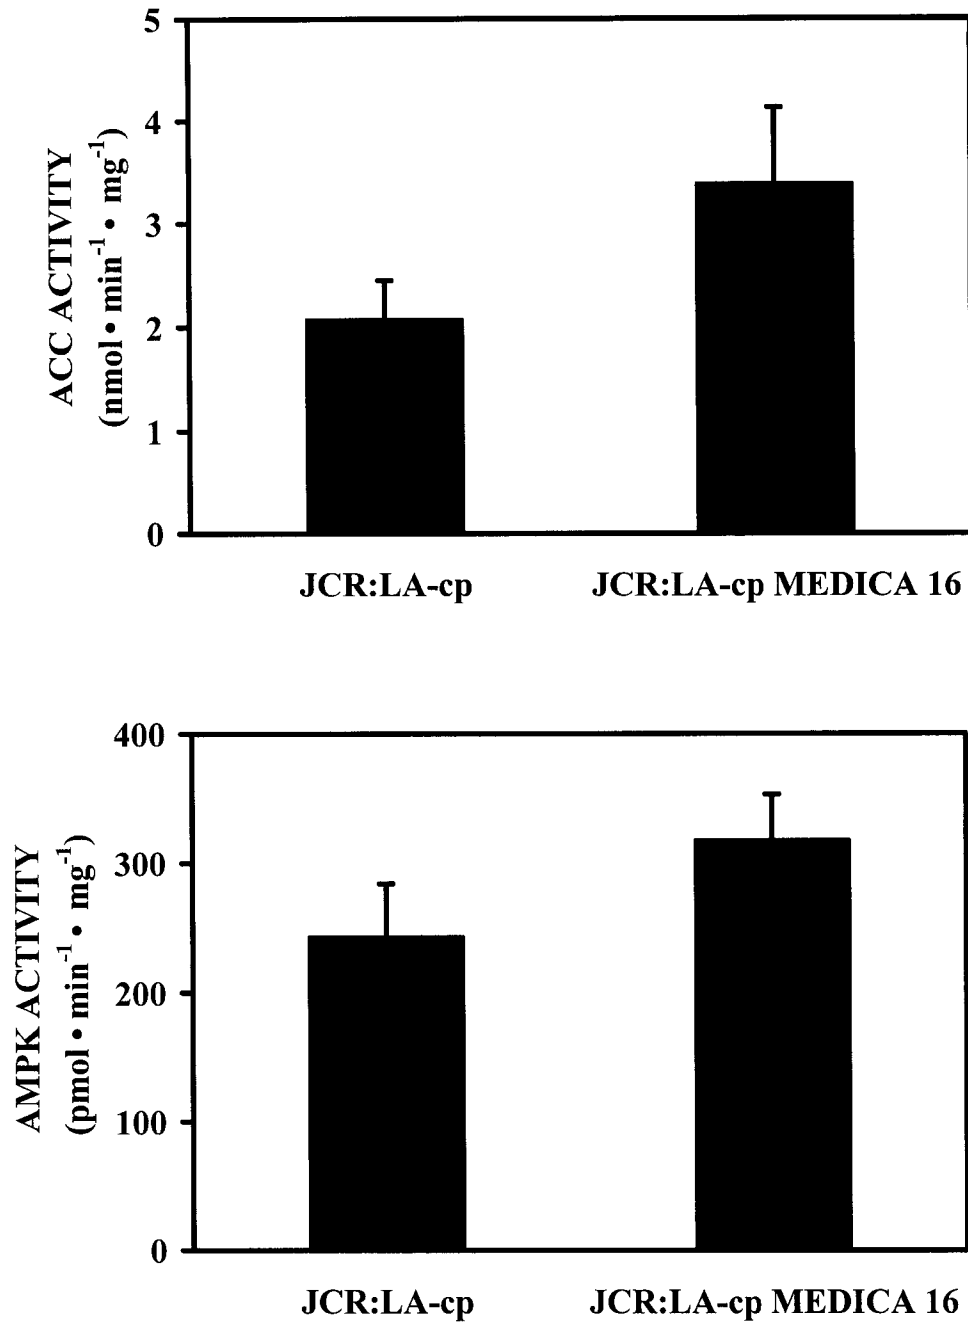 5
4
3
2
1
0
ACC ACTIVITY
(nmol • min⁻¹ • mg⁻¹)
JCR:LA-cp JCR:LA-cp MEDICA 16
400
300
200
100
0
AMPK ACTIVITY
(pmol • min⁻¹ • mg⁻¹)
JCR:LA-cp JCR:LA-cp MEDICA 16